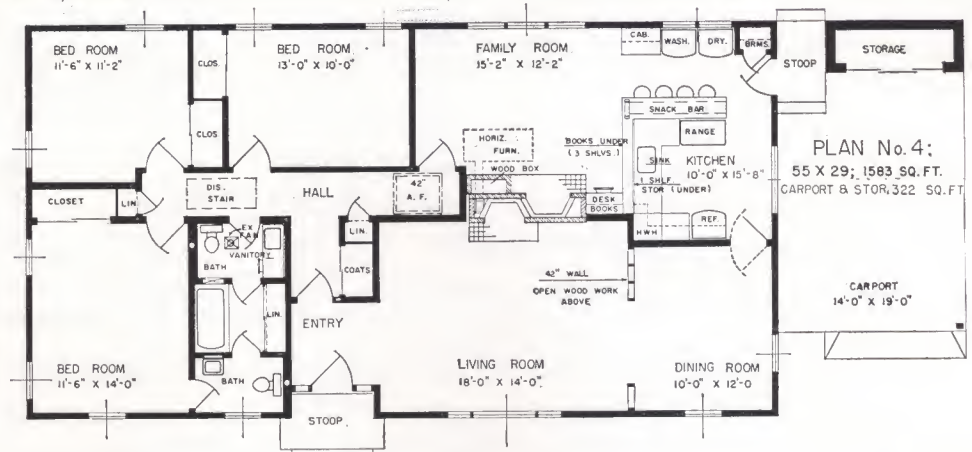 BED ROOM
11'-6" X 11'-2"
CLOS.
CLOS.
BED ROOM
13'-0" X 10'-0"
FAMILY ROOM
15'-2" X 12'-2"
CAB.
WASH.
DRY.
BRMS.
STOOP
STORAGE
SNACK BAR
RANGE
SINK
KITCHEN
10'-0" X 15'-8"
1 SHLF.
STOR (UNDER)
BOOKS UNDER
(3 SHLVS.)
HORIZ.
FURN.
WOOD BOX
DESK
BOOKS
HWH
REF.
PLAN No. 4;
55 X 29; 1583 SQ. FT.
CARPORT & STOR, 322 SQ. FT.
CARPORT
14'-0" X 19'-0"
CLOSET
LIN.
DIS.
STAIR
HALL
42"
A. F.
LIN.
COATS
EX
FAN
VANITORY
BATH
LIN.
BATH
BED ROOM
11'-6" X 14'-0"
ENTRY
STOOP.
42" WALL
OPEN WOOD WORK
ABOVE
LIVING ROOM
18'-0" X 14'-0"
DINING ROOM
10'-0" X 12'-0